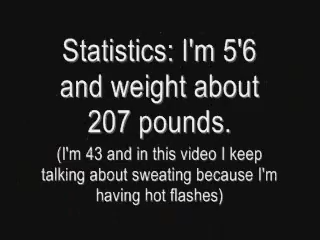 Statistics: I'm 5'6
and weight about
207 pounds.
(I'm 43 and in this video I keep
talking about sweating because I'm
having hot flashes)